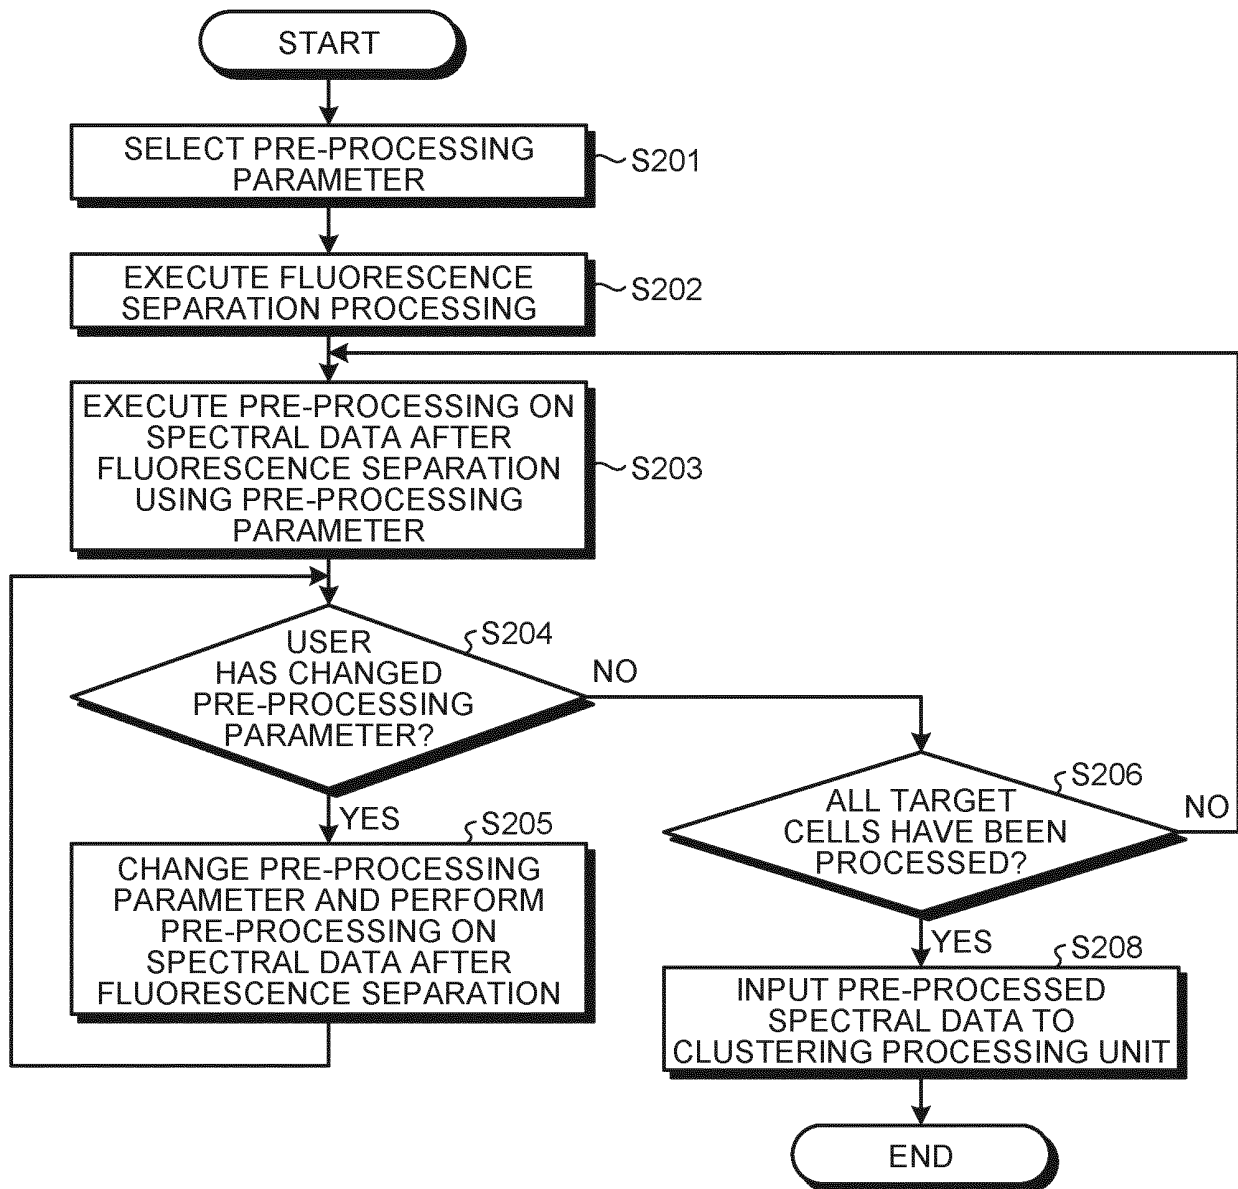 START
SELECT PRE-PROCESSING
PARAMETER
S201
EXECUTE FLUORESCENCE
SEPARATION PROCESSING
S202
EXECUTE PRE-PROCESSING ON
SPECTRAL DATA AFTER
FLUORESCENCE SEPARATION
USING PRE-PROCESSING
PARAMETER
S203
USER
HAS CHANGED
PRE-PROCESSING
PARAMETER?
S204
NO
YES
S205
CHANGE PRE-PROCESSING
PARAMETER AND PERFORM
PRE-PROCESSING ON
SPECTRAL DATA AFTER
FLUORESCENCE SEPARATION
S206
ALL TARGET
CELLS HAVE BEEN
PROCESSED?
NO
YES
S208
INPUT PRE-PROCESSED
SPECTRAL DATA TO
CLUSTERING PROCESSING UNIT
END